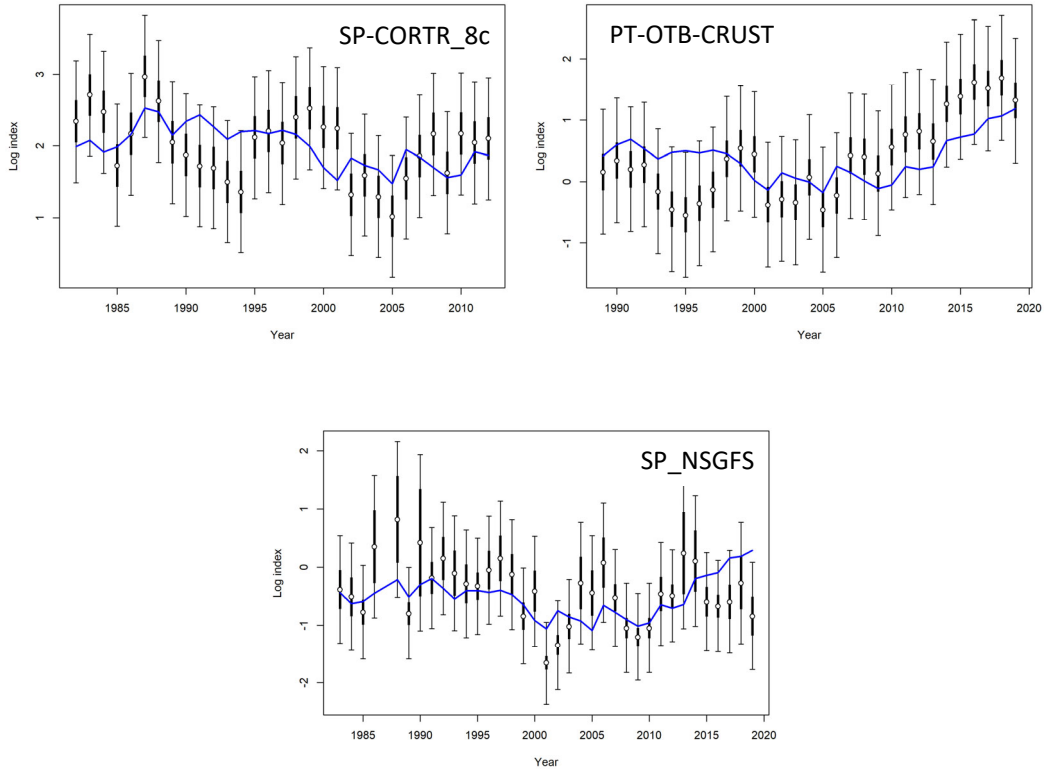 SP-CORTR_8c
Log index
3
2
1
1985 1990 1995 2000 2005 2010
Year
PT-OTB-CRUST
Log index
2
1
0
-1
1990 1995 2000 2005 2010 2015 2020
Year
SP_NSGFS
Log index
2
1
0
-1
-2
1985 1990 1995 2000 2005 2010 2015 2020
Year